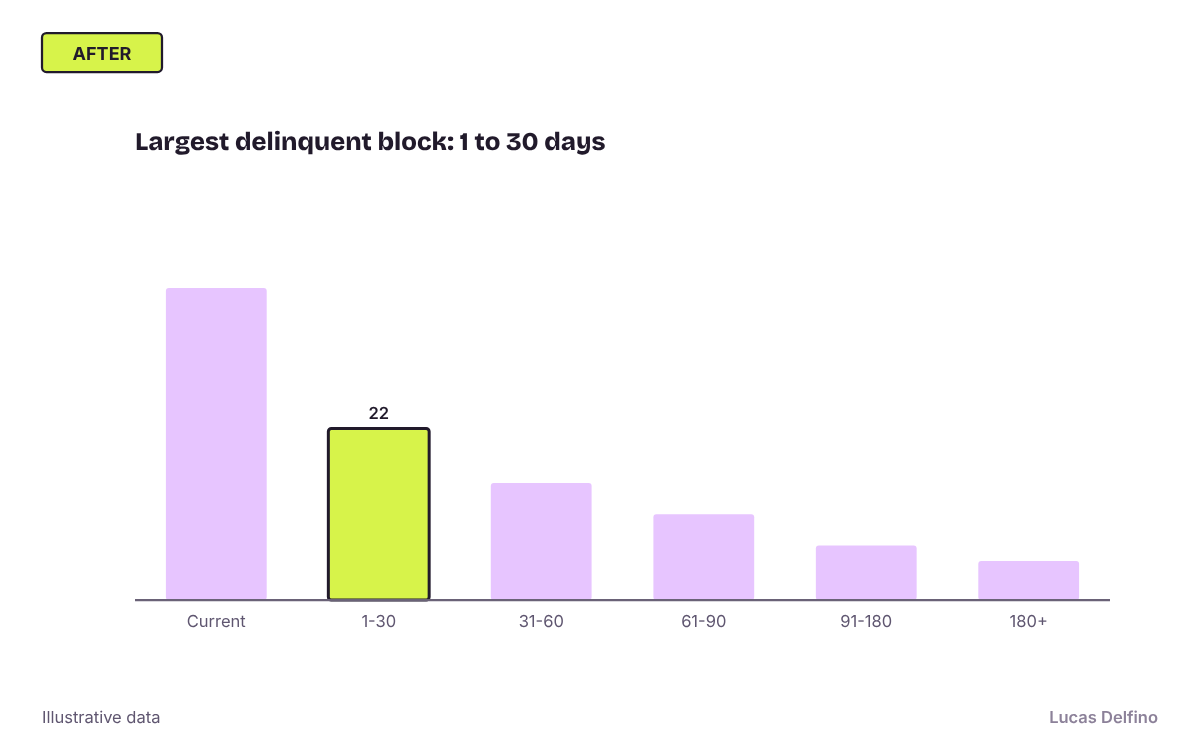 AFTER
Largest delinquent block: 1 to 30 days
22
Current 1-30 31-60 61-90 91-180 180+
Illustrative data
Lucas Delfino